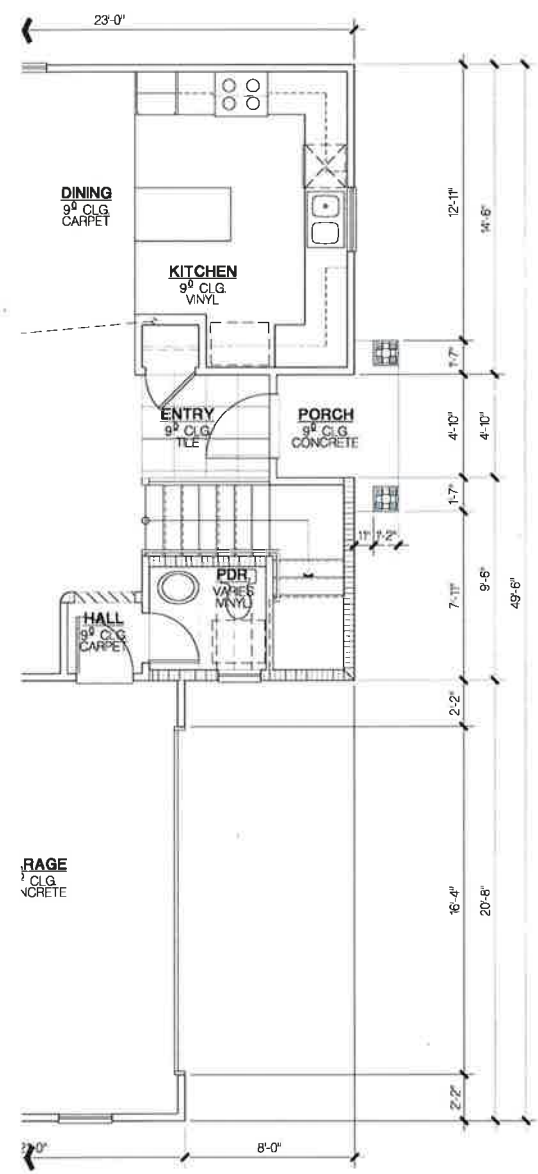 23'-0"
DINING
9⁰ CLG.
CARPET
KITCHEN
9⁰ CLG.
VINYL
12'-11"
14'-6"
1'-7"
ENTRY
9⁰ CLG.
TILE
PORCH
9⁰ CLG.
CONCRETE
4'-10"
4'-10"
1'-7"
11"
1'-2"
PDR.
VARIES
VINYL
7'-11"
9'-6"
49'-6"
HALL
9⁰ CLG.
CARPET
2'-2"
RAGE
CLG.
NCRETE
16'-4"
20'-8"
2'-2"
'-0"
8'-0"